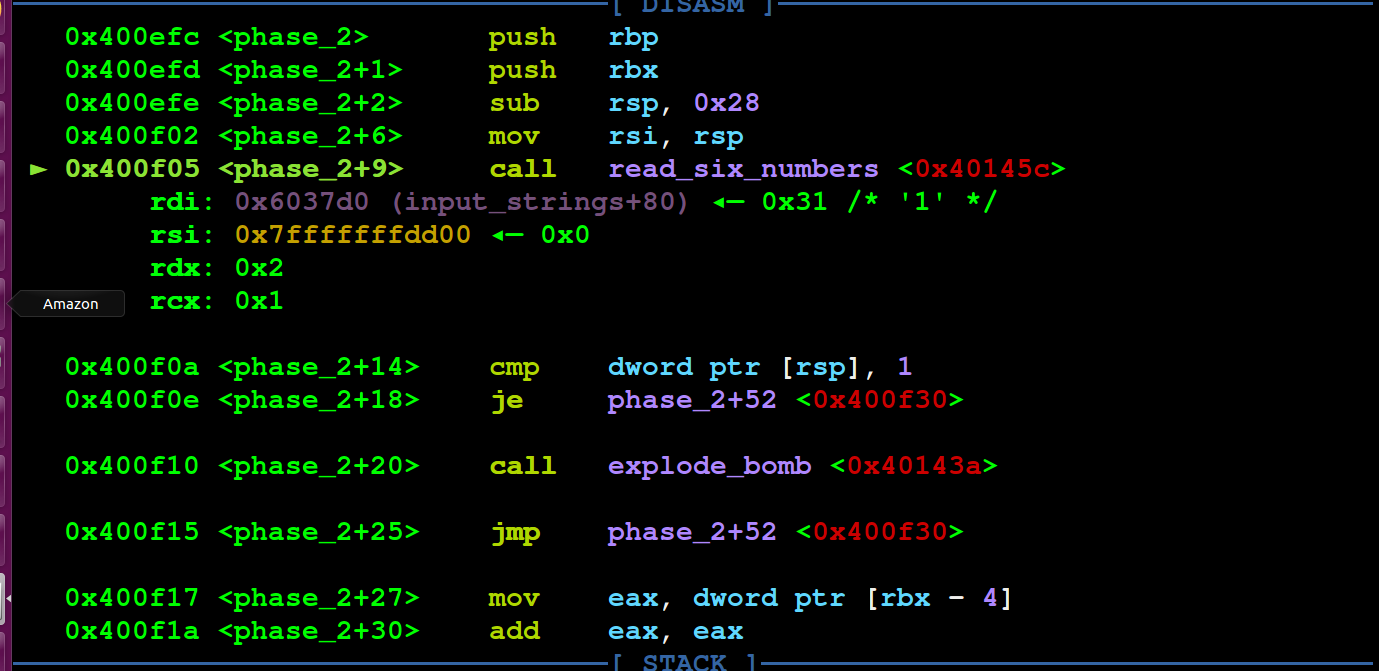 [ DISASM ]
0x400efc <phase_2> push rbp
0x400efd <phase_2+1> push rbx
0x400efe <phase_2+2> sub rsp, 0x28
0x400f02 <phase_2+6> mov rsi, rsp
► 0x400f05 <phase_2+9> call read_six_numbers <0x40145c>
rdi: 0x6037d0 (input_strings+80) ◂— 0x31 /* '1' */
rsi: 0x7fffffffdd00 ◂— 0x0
rdx: 0x2
Amazon
rcx: 0x1
0x400f0a <phase_2+14> cmp dword ptr [rsp], 1
0x400f0e <phase_2+18> je phase_2+52 <0x400f30>
0x400f10 <phase_2+20> call explode_bomb <0x40143a>
0x400f15 <phase_2+25> jmp phase_2+52 <0x400f30>
0x400f17 <phase_2+27> mov eax, dword ptr [rbx - 4]
0x400f1a <phase_2+30> add eax, eax
[ STACK ]